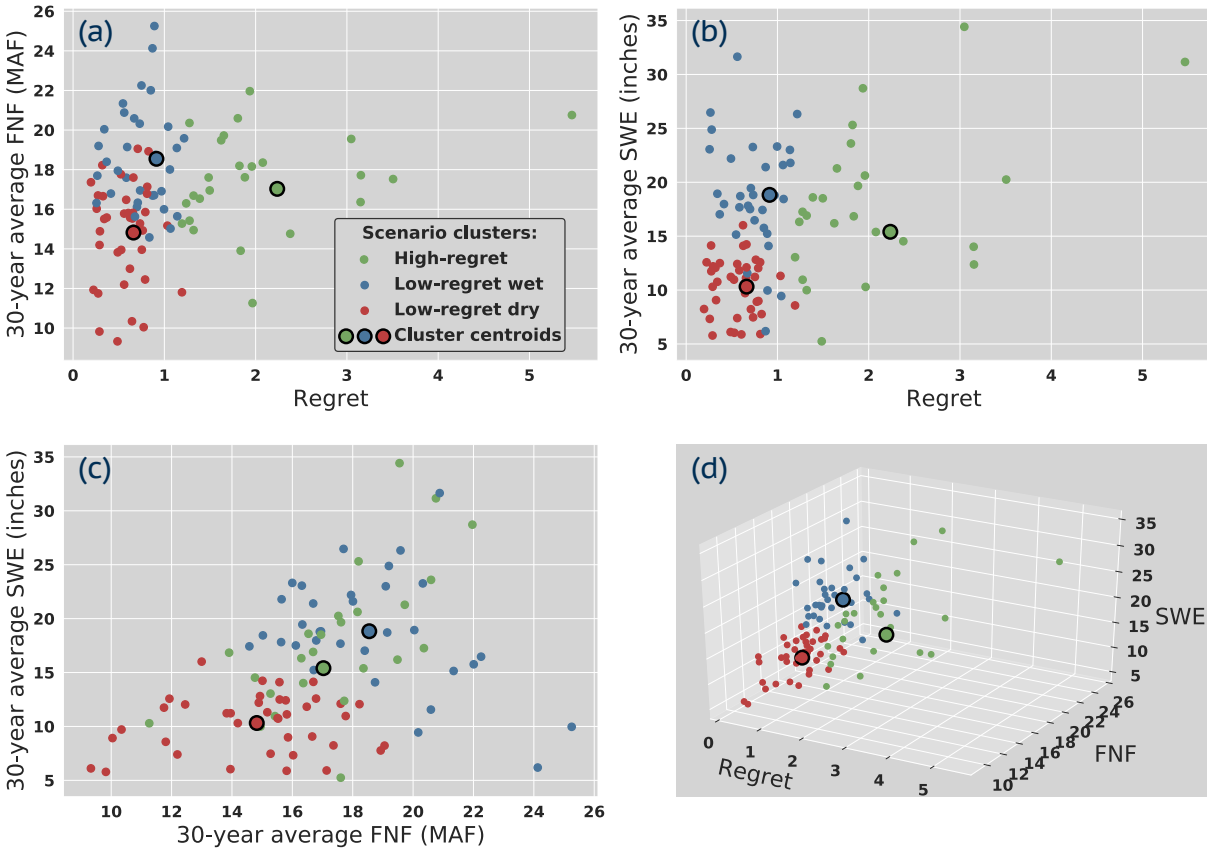 (a)
30-year average FNF (MAF)
26
24
22
20
18
16
14
12
10
0 1 2 3 4 5
Regret
Scenario clusters:
High-regret
Low-regret wet
Low-regret dry
Cluster centroids
(b)
30-year average SWE (inches)
35
30
25
20
15
10
5
0 1 2 3 4 5
Regret
(c)
30-year average SWE (inches)
35
30
25
20
15
10
5
10 12 14 16 18 20 22 24 26
30-year average FNF (MAF)
(d)
35
30
25
20
15
10
5
SWE
26
24
22
20
18
16
14
12
10
FNF
0 1 2 3 4 5
Regret